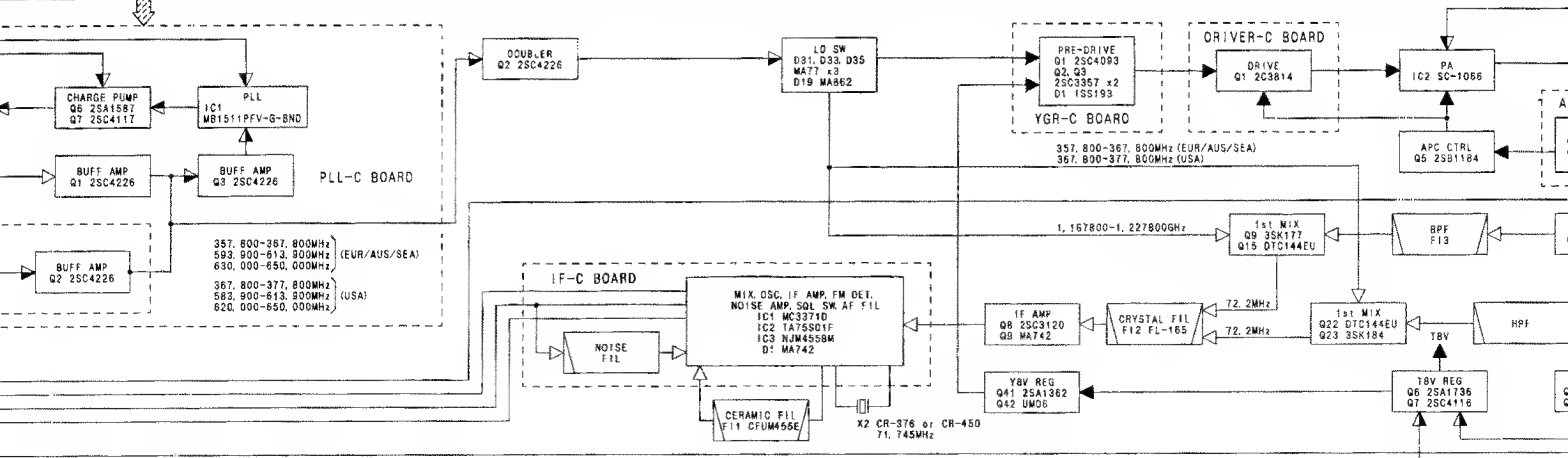 DOUBLER
Q2 2SC4226
LO SW
D31, D33, D35
MA77 x3
D19 MA862
PRE-DRIVE
Q1 2SC4093
Q2, Q3
2SC3357 x2
D1 1SS193
YGR-C BOARD
DRIVER-C BOARD
DRIVE
Q1 2C3814
PA
IC2 SC-1066
CHARGE PUMP
Q6 2SA1587
Q7 2SC4117
PLL
IC1
MB1511PFV-G-BND
BUFF AMP
Q1 2SC4226
BUFF AMP
Q3 2SC4226
PLL-C BOARD
BUFF AMP
Q2 2SC4226
357.800-367.800MHz
593.900-613.900MHz (EUR/AUS/SEA)
630.000-650.000MHz
367.800-377.800MHz
583.900-613.900MHz (USA)
620.000-650.000MHz
357.800-367.800MHz (EUR/AUS/SEA)
367.800-377.800MHz (USA)
APC CTRL
Q5 2SB1184
A
1.167800-1.227800GHz
1st MIX
Q9 3SK177
Q15 DTC144EU
BPF
FI3
IF-C BOARD
MIX, OSC, IF AMP, FM DET,
NOISE AMP, SQL SW, AF FIL
IC1 MC3371D
IC2 TA75S01F
IC3 NJM4558M
D1 MA742
NOISE
FIL
IF AMP
Q8 2SC3120
Q9 MA742
CRYSTAL FIL
FI2 FL-165
72.2MHz
72.2MHz
1st MIX
Q22 DTC144EU
Q23 3SK184
HPF
T8V
Y8V REG
Q41 2SA1362
Q42 UM06
T8V REG
Q6 2SA1736
Q7 2SC4116
CERAMIC FIL
FI1 CFUM455E
X2 CR-376 or CR-450
71.745MHz